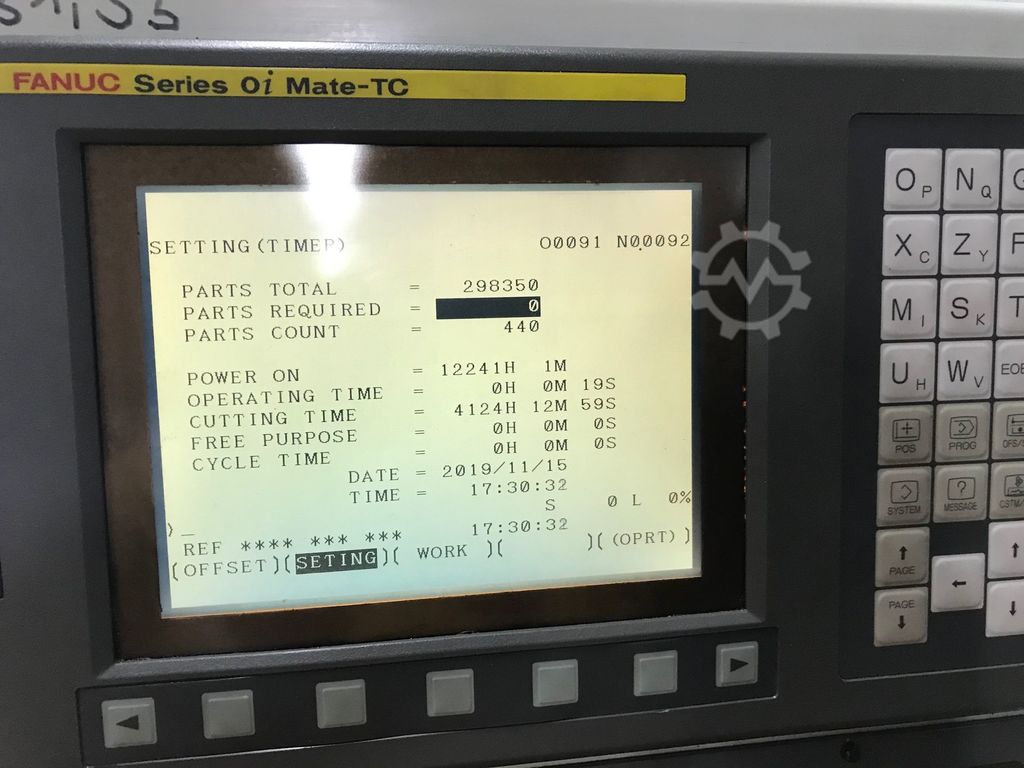 FANUC Series 0i Mate-TC
SETTING(TIMER) O0091 N00092
PARTS TOTAL = 298350
PARTS REQUIRED = 0
PARTS COUNT = 440
POWER ON = 12241H 1M
OPERATING TIME = 0H 0M 19S
CUTTING TIME = 4124H 12M 59S
FREE PURPOSE = 0H 0M 0S
CYCLE TIME = 0H 0M 0S
DATE = 2019/11/15
TIME = 17:30:32
S 0 L 0%
>_
REF **** *** *** 17:30:32
(OFFSET)(SETING)( WORK )( )( (OPRT) )
OP NQ
XC ZY
MI SK T
UH WV EOB
POS PROG OFS/
SYSTEM MESSAGE CSTM/
↑ PAGE ← ↑
PAGE ↓ ↓